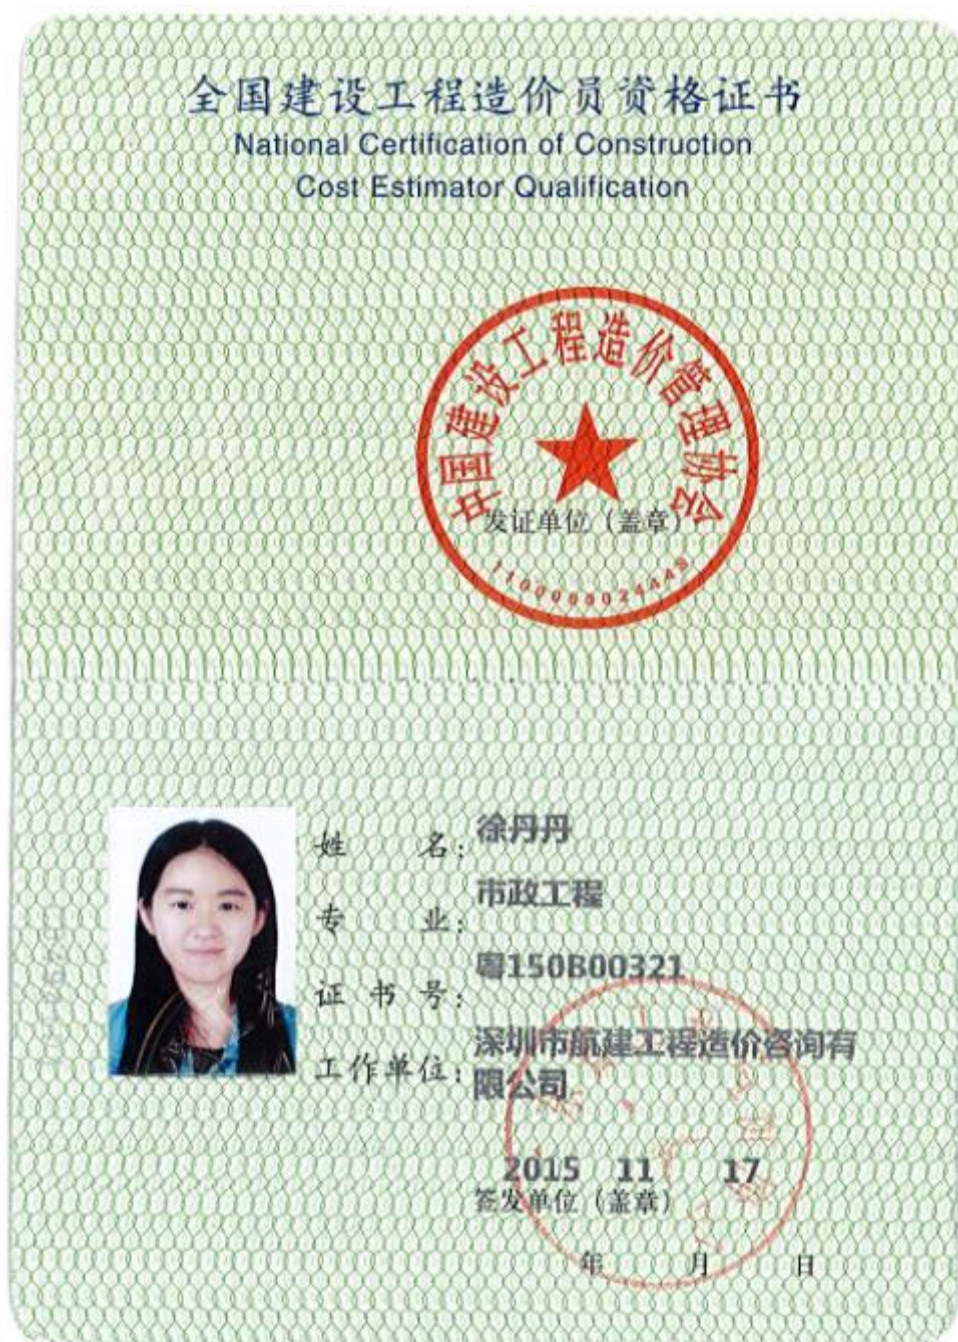 全国建设工程造价员资格证书
National Certification of Construction
Cost Estimator Qualification
中国建设工程造价管理协会
发证单位（盖章）
1100000024448
姓名：徐丹丹
专业：市政工程
证书号：粤150B00321
工作单位：深圳市航建工程造价咨询有
限公司
2015 11 17
签发单位（盖章）
年 月 日